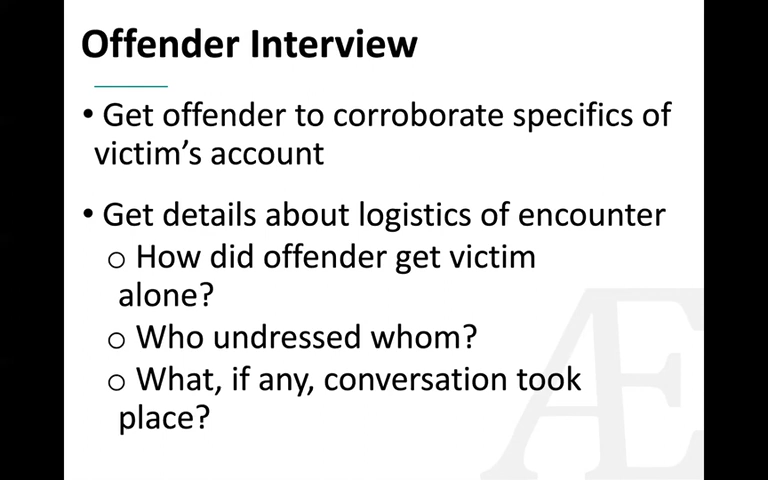 Offender Interview
• Get offender to corroborate specifics of
victim's account
• Get details about logistics of encounter
o How did offender get victim
alone?
o Who undressed whom?
o What, if any, conversation took
place?
Æ